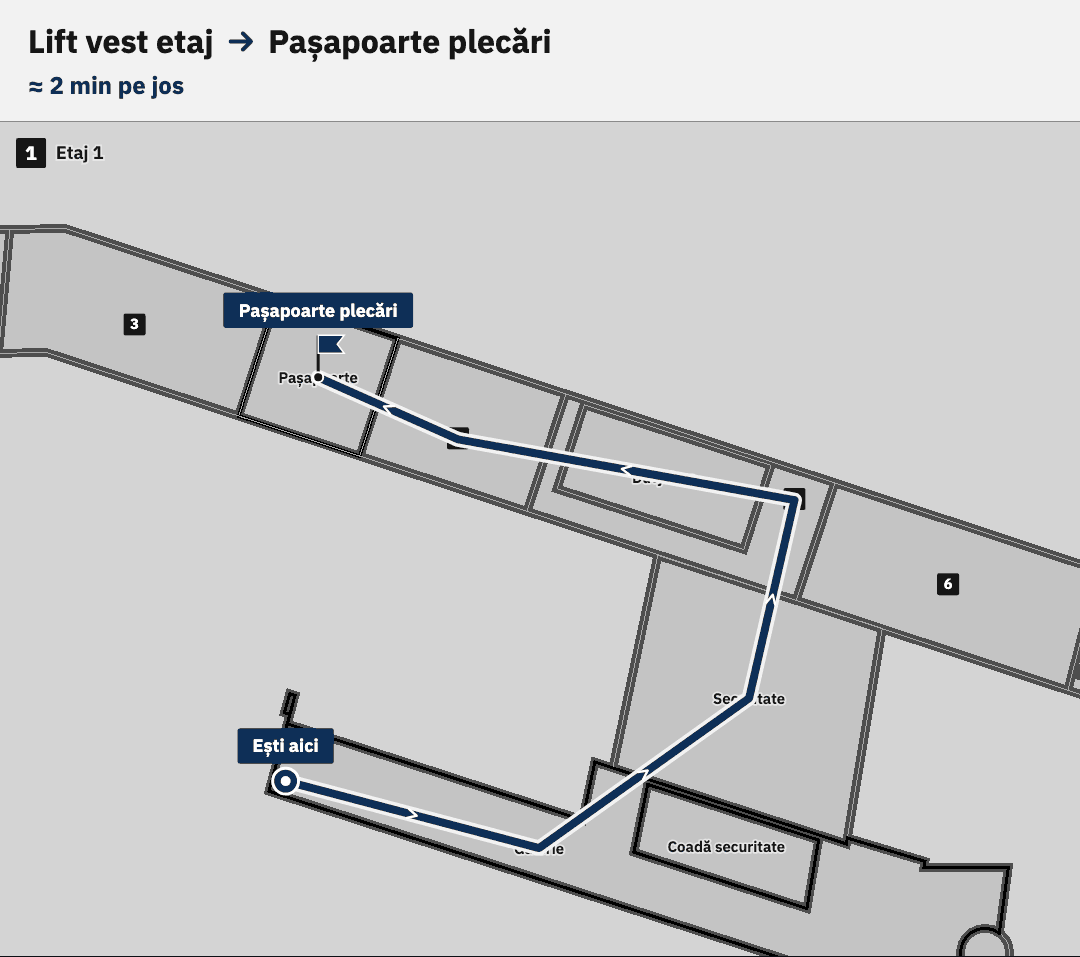 Lift vest etaj → Pașapoarte plecări
≈ 2 min pe jos
1 Etaj 1
Pașapoarte plecări
3
6
Ești aici
Coadă securitate